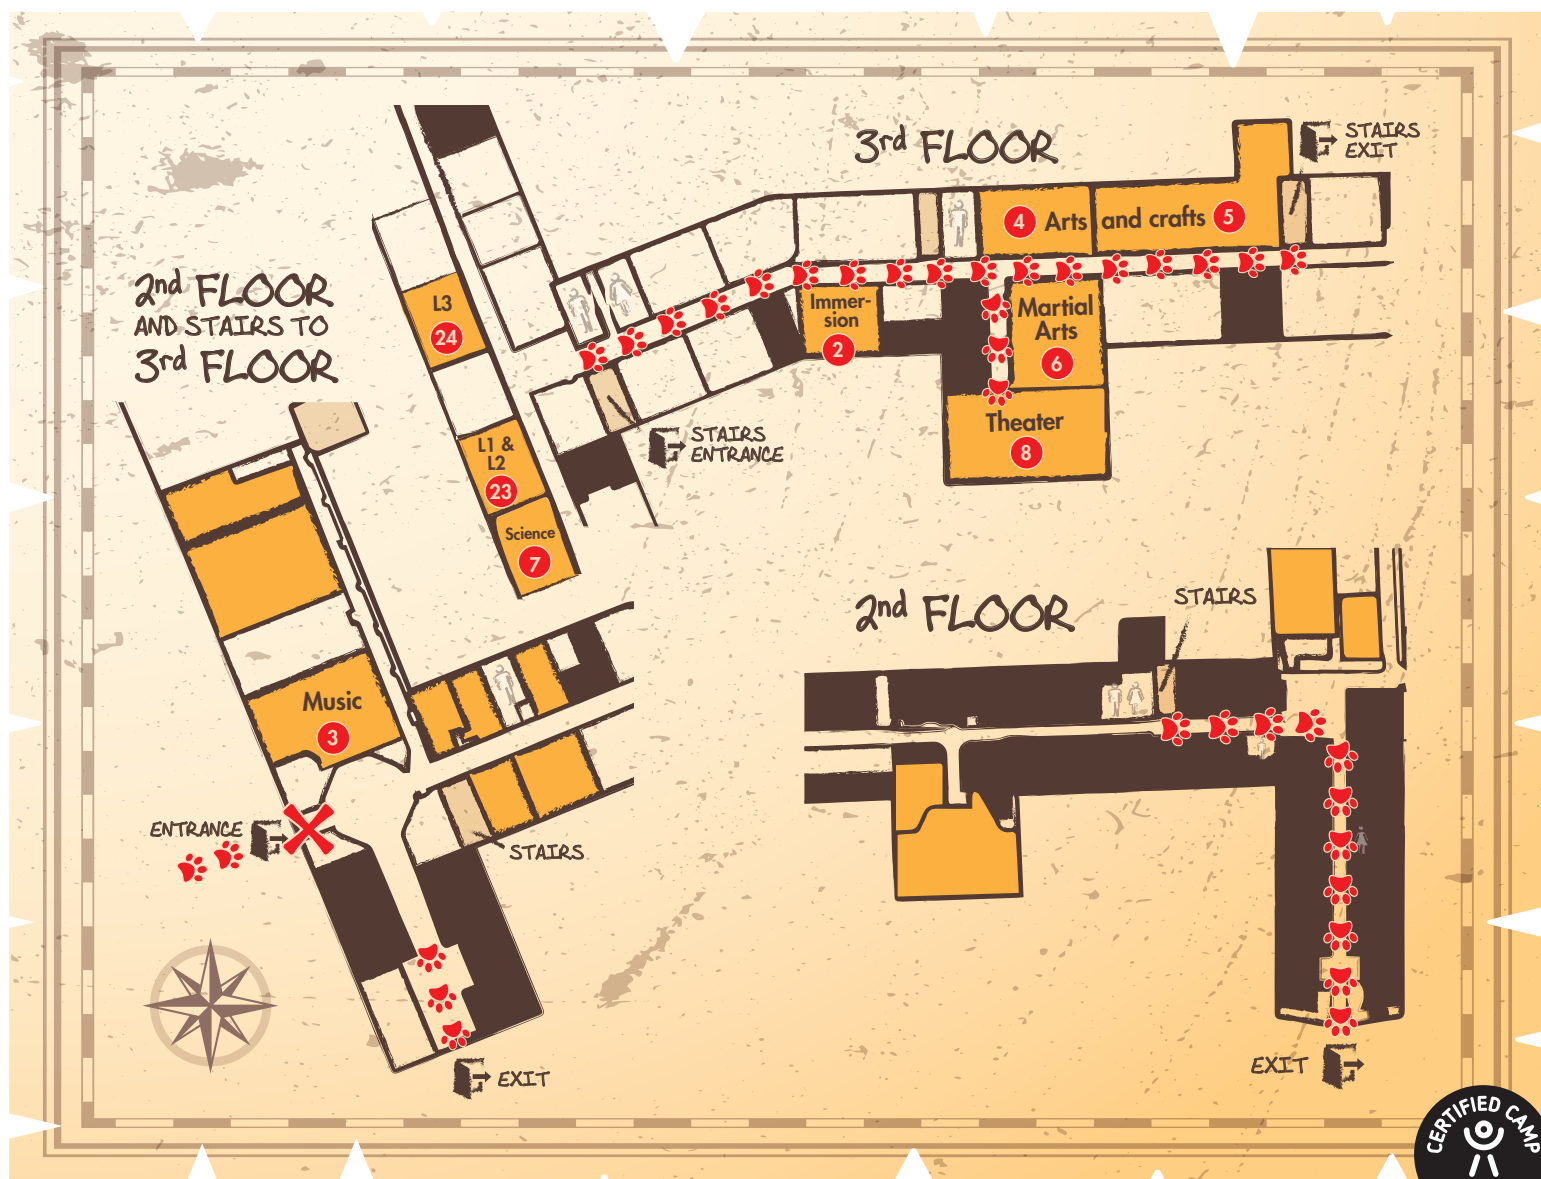 3rd FLOOR
STAIRS
EXIT
4 Arts and crafts 5
2nd FLOOR
AND STAIRS TO
3rd FLOOR
L3
24
Immer-
sion
2
Martial
Arts
6
Theater
8
STAIRS
ENTRANCE
L1 &
L2
23
Science
7
2nd FLOOR
STAIRS
Music
3
ENTRANCE
STAIRS
EXIT
EXIT
CERTIFIED CAMP